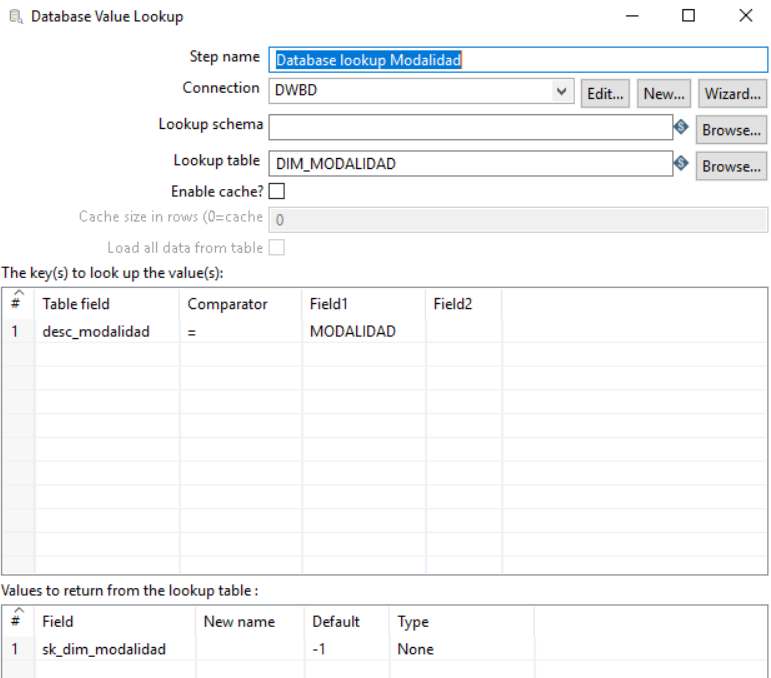 Database Value Lookup
Step name Database lookup Modalidad
Connection DWBD Edit... New... Wizard...
Lookup schema Browse...
Lookup table DIM_MODALIDAD Browse...
Enable cache?
Cache size in rows (0=cache 0
Load all data from table
The key(s) to look up the value(s):
# Table field Comparator Field1 Field2
1 desc_modalidad = MODALIDAD
Values to return from the lookup table :
# Field New name Default Type
1 sk_dim_modalidad -1 None